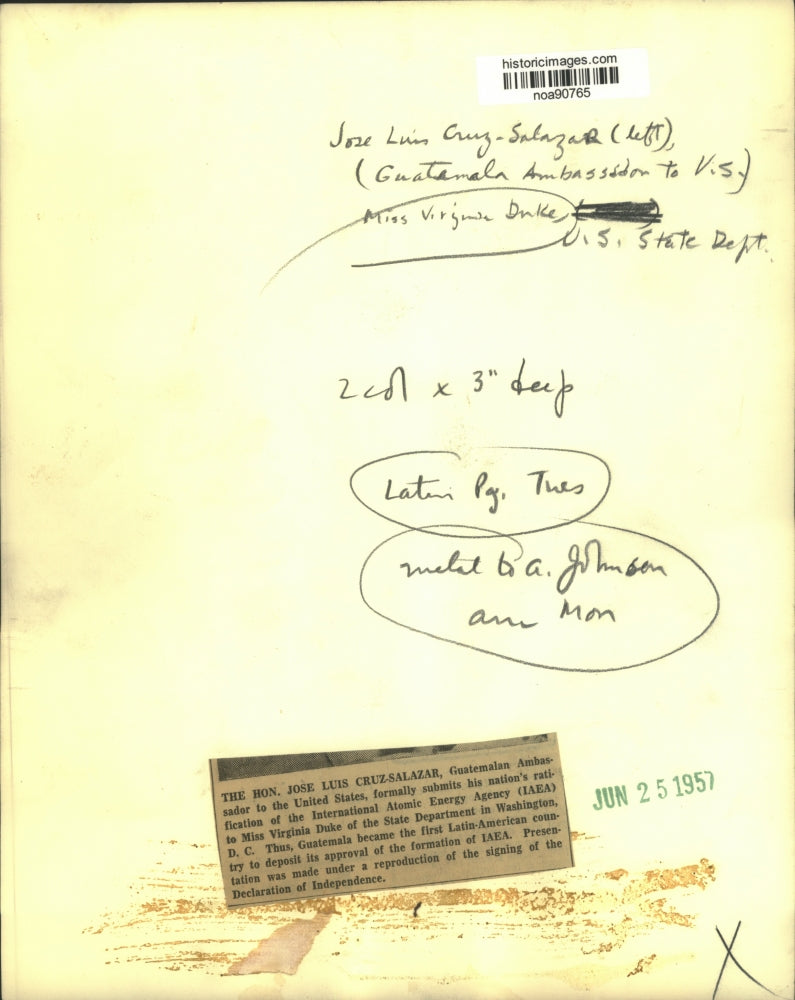 historicimages.com
noa90765
Jose Luis Cruz-Salazar (left),
(Guatamala Ambassador to U.S.)
Miss Virginia Duke,
U.S. State Dept.
2 col x 3" deep
Latin Pg. Tues
metal to a. Johnson
am Mon
THE HON. JOSE LUIS CRUZ-SALAZAR, Guatemalan Ambas-
sador to the United States, formally submits his nation's rati-
fication of the International Atomic Energy Agency (IAEA)
to Miss Virginia Duke of the State Department in Washington,
D. C. Thus, Guatemala became the first Latin-American coun-
try to deposit its approval of the formation of IAEA. Presen-
tation was made under a reproduction of the signing of the
Declaration of Independence.
JUN 25 1957
X